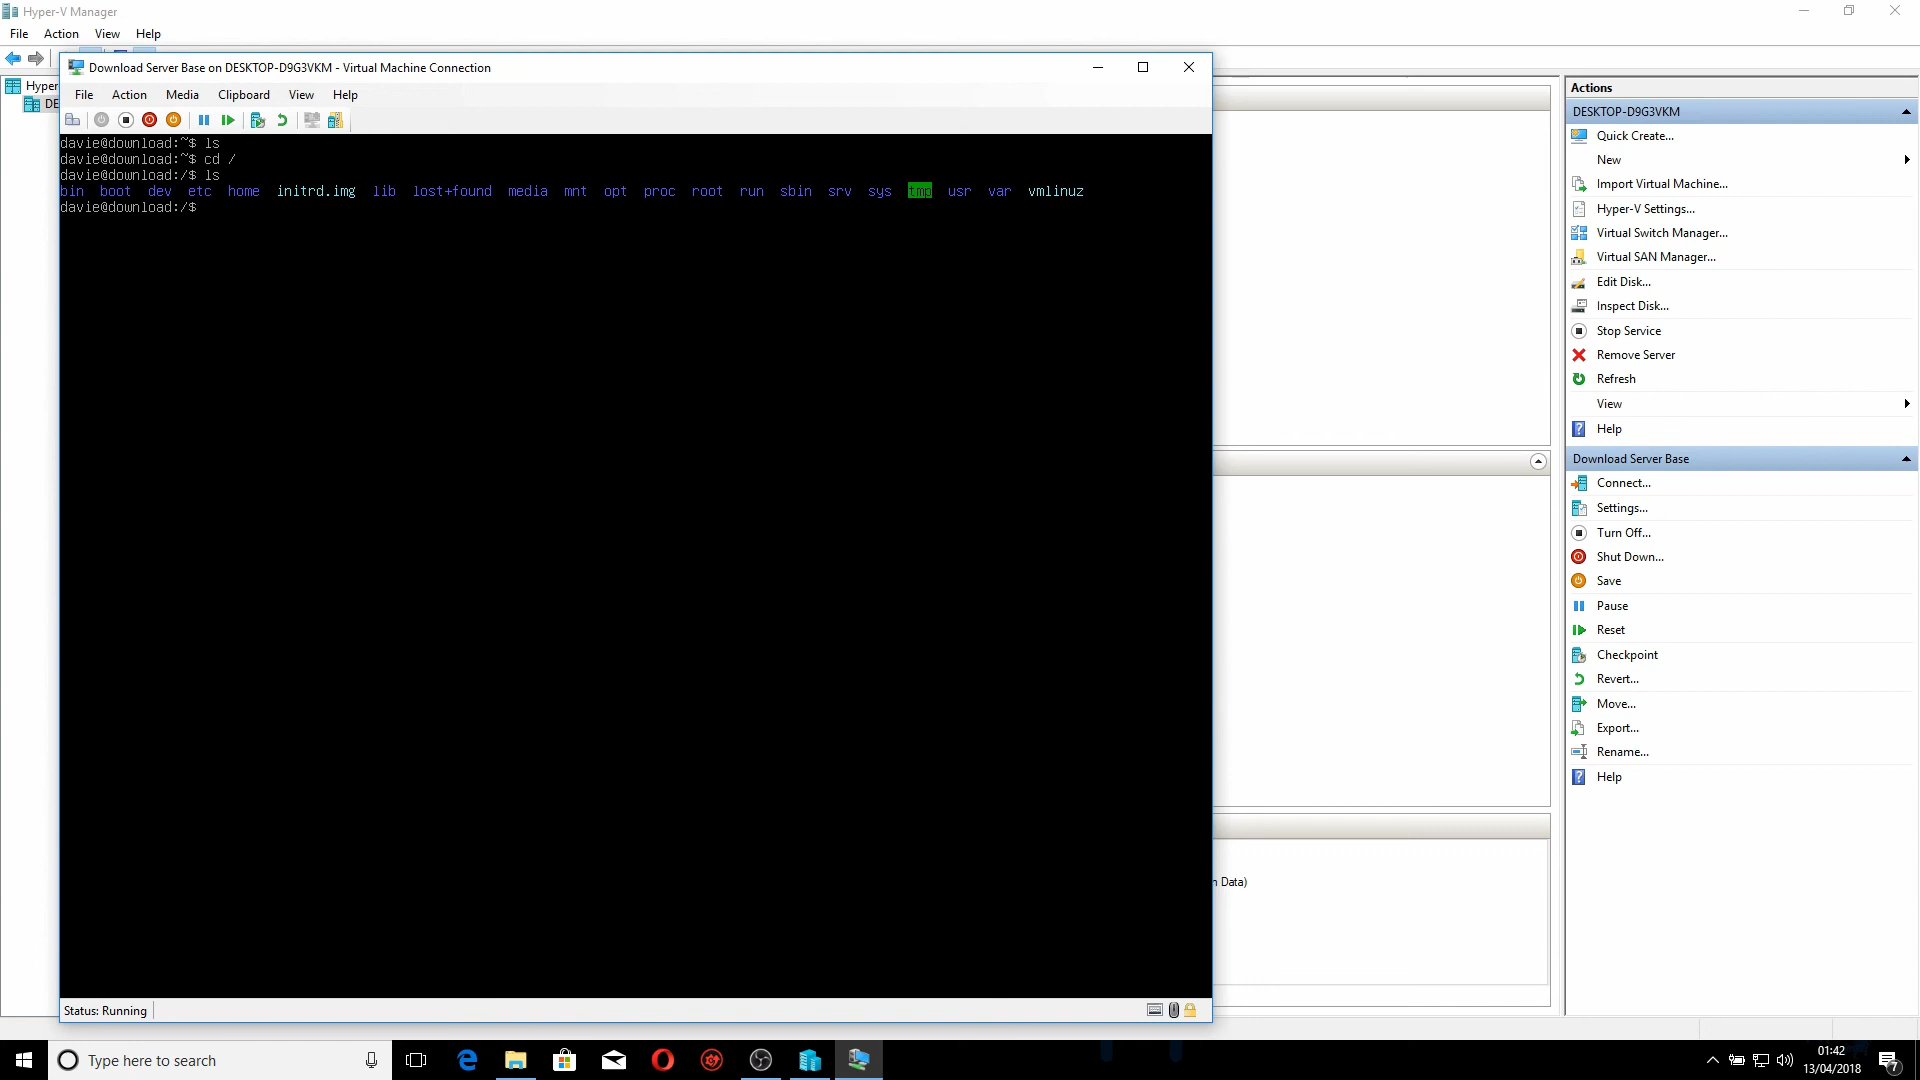 Hyper-V Manager
File Action View Help
Hyper
DE
Download Server Base on DESKTOP-D9G3VKM - Virtual Machine Connection
File Action Media Clipboard View Help
davie@download:~$ ls
davie@download:~$ cd /
davie@download:/$ ls
bin boot dev etc home initrd.img lib lost+found media mnt opt proc root run sbin srv sys tmp usr var vmlinuz
davie@download:/$
Status: Running
n Data)
Actions
DESKTOP-D9G3VKM
Quick Create...
New
Import Virtual Machine...
Hyper-V Settings...
Virtual Switch Manager...
Virtual SAN Manager...
Edit Disk...
Inspect Disk...
Stop Service
Remove Server
Refresh
View
Help
Download Server Base
Connect...
Settings...
Turn Off...
Shut Down...
Save
Pause
Reset
Checkpoint
Revert...
Move...
Export...
Rename...
Help
Type here to search
01:42
13/04/2018
7